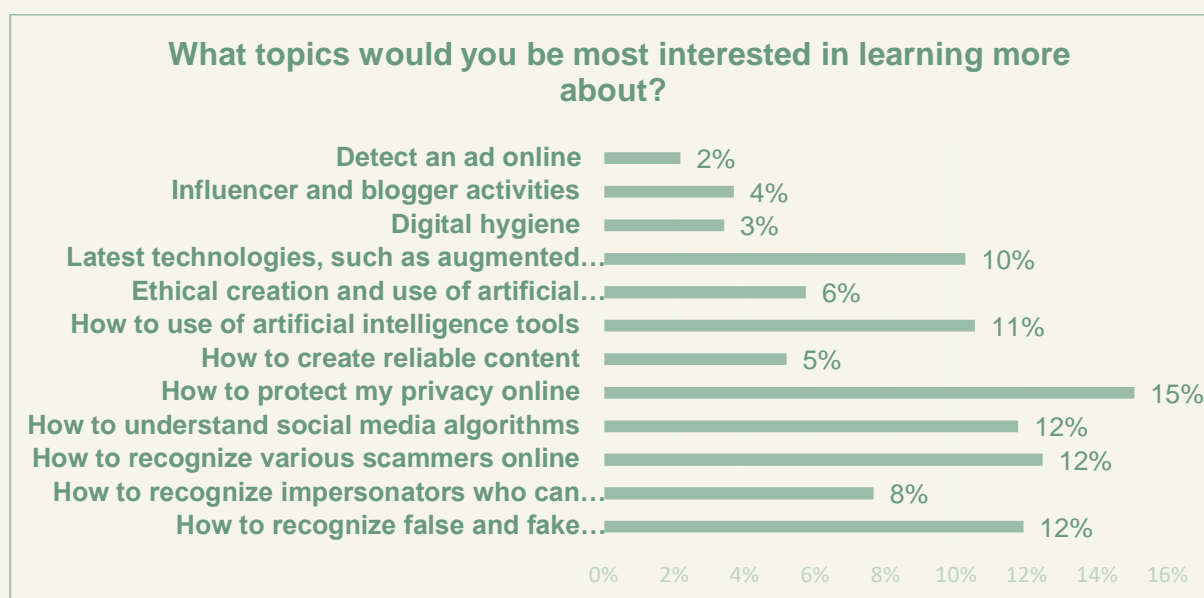 What topics would you be most interested in learning more
about?
Detect an ad online 2%
Influencer and blogger activities 4%
Digital hygiene 3%
Latest technologies, such as augmented… 10%
Ethical creation and use of artificial… 6%
How to use of artificial intelligence tools 11%
How to create reliable content 5%
How to protect my privacy online 15%
How to understand social media algorithms 12%
How to recognize various scammers online 12%
How to recognize impersonators who can… 8%
How to recognize false and fake… 12%
0% 2% 4% 6% 8% 10% 12% 14% 16%